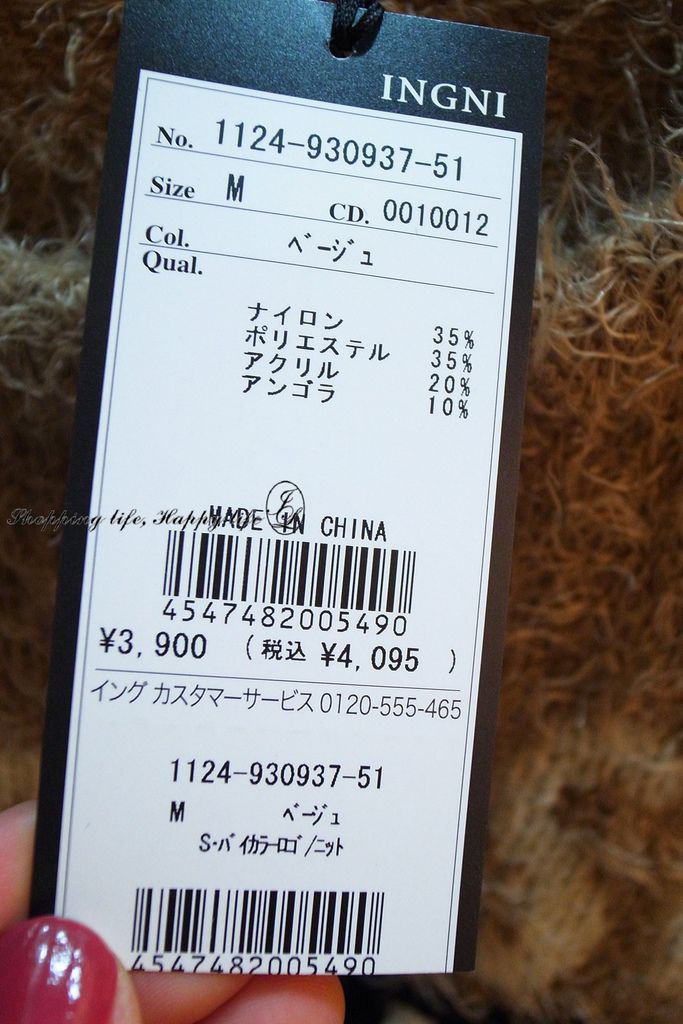 INGNI
No. 1124-930937-51
Size M CD. 0010012
Col. ベージュ
Qual.
ナイロン 35%
ポリエステル 35%
アクリル 20%
アンゴラ 10%
Shopping life, Happy
MADE IN CHINA
4547482005490
¥3,900 (税込 ¥4,095 )
イング カスタマーサービス 0120-555-465
1124-930937-51
M ベージュ
S・バイカラーロゴ/ニット
4547482005490